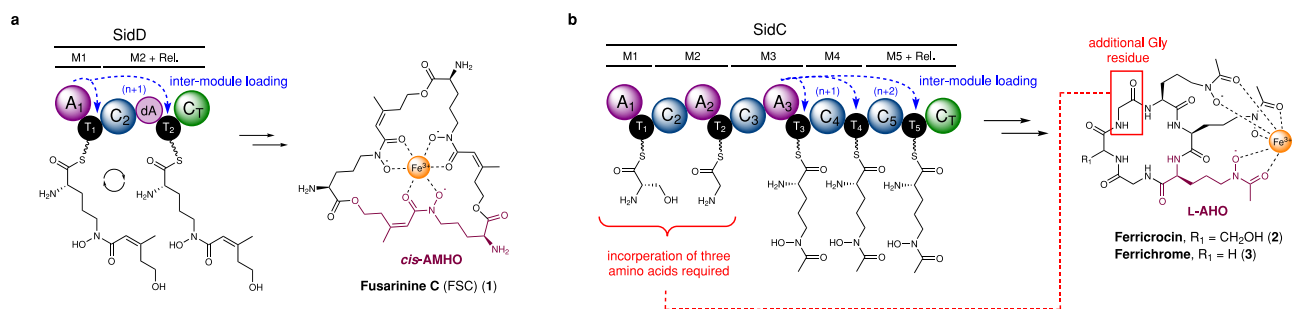 a
SidD
M1
M2 + Rel.
inter-module loading
(n+1)
A1
T1
C2
dA
T2
CT
S
S
O
O
H2N
H2N
N
HO
O
OH
HO
N
O
OH
NH2
O
O
O
O-
N
O
N
O-
O
Fe3+
H2N
O
O
O
O-
N
O
O
NH2
cis-AMHO
Fusarinine C (FSC) (1)
b
SidC
M1
M2
M3
M4
M5 + Rel.
inter-module loading
(n+1)
(n+2)
A1
T1
C2
A2
T2
C3
A3
T3
C4
T4
C5
T5
CT
S
S
S
S
S
O
O
O
O
O
H2N
OH
H2N
H2N
H2N
H2N
HO
N
O
HO
N
O
HO
N
O
incorperation of three
amino acids required
additional Gly
residue
O
H
N
N
O
O-
HN
O
NH
O
N
O
O-
R1
HN
O
O
H
N
O
NH
O-
N
O
Fe3+
L-AHO
Ferricrocin, R1 = CH2OH (2)
Ferrichrome, R1 = H (3)